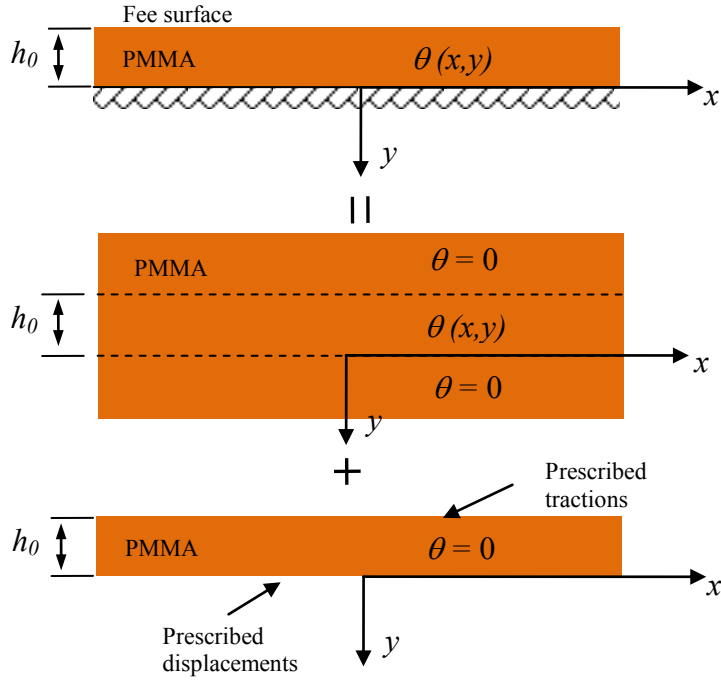 Fee surface
h0
PMMA
θ (x,y)
x
y
=
PMMA
θ = 0
h0
θ (x,y)
x
θ = 0
y
+
Prescribed
tractions
h0
PMMA
θ = 0
x
Prescribed
displacements
y